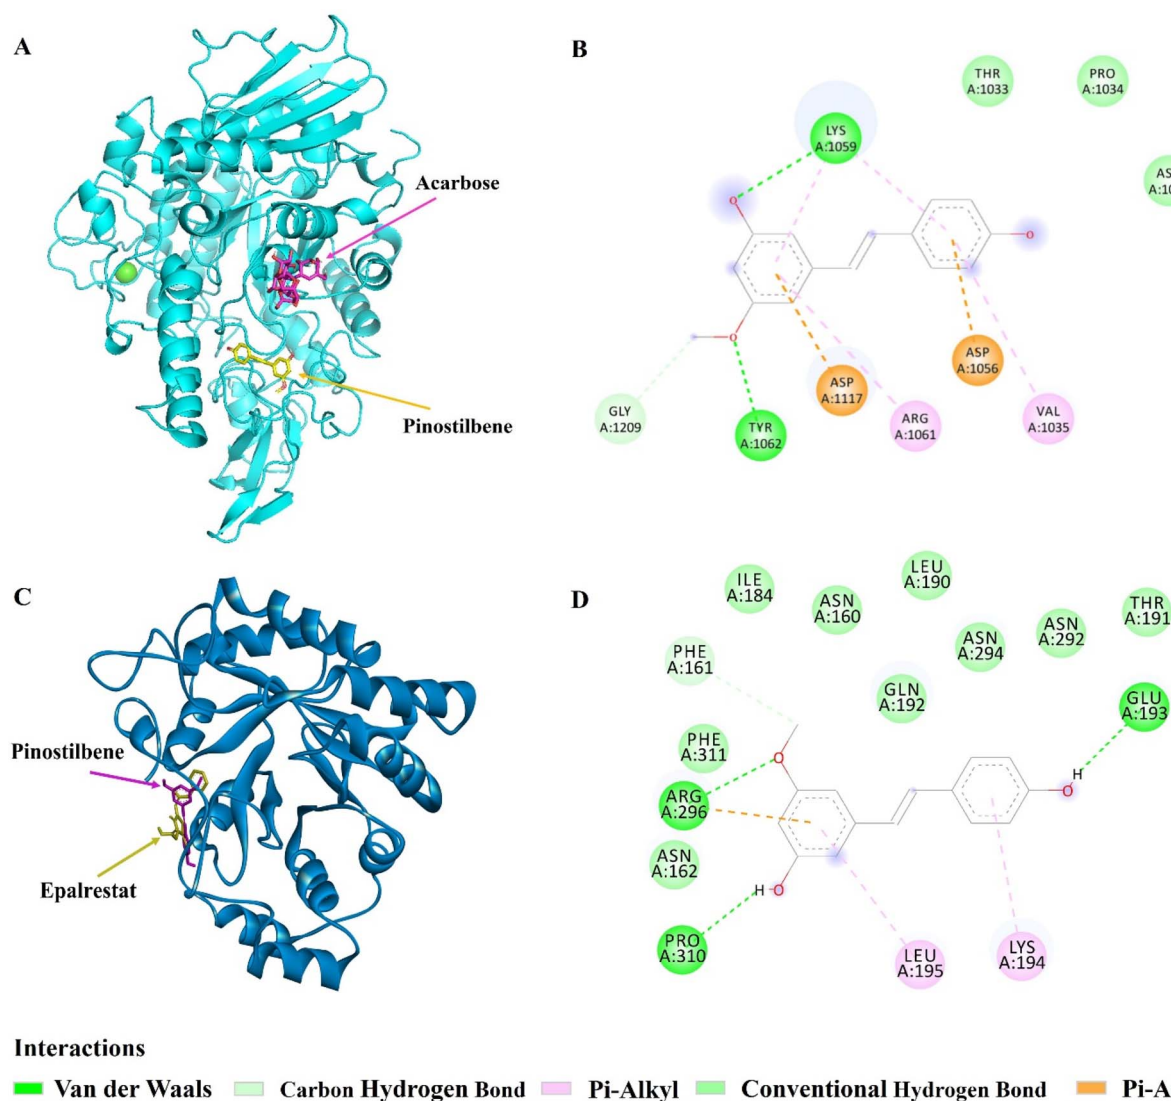 A
Acarbose
Pinostilbene
B
THR
A:1033
PRO
A:1034
LYS
A:1059
O
O
O
GLY
A:1209
TYR
A:1062
ASP
A:1117
ARG
A:1061
ASP
A:1056
VAL
A:1035
C
Pinostilbene
Epalrestat
D
ILE
A:184
ASN
A:160
LEU
A:190
ASN
A:294
ASN
A:292
THR
A:191
PHE
A:161
GLN
A:192
GLU
A:193
PHE
A:311
ARG
A:296
ASN
A:162
PRO
A:310
LEU
A:195
LYS
A:194
O
H
O
H-O
Interactions
Van der Waals Carbon Hydrogen Bond Pi-Alkyl Conventional Hydrogen Bond Pi-A